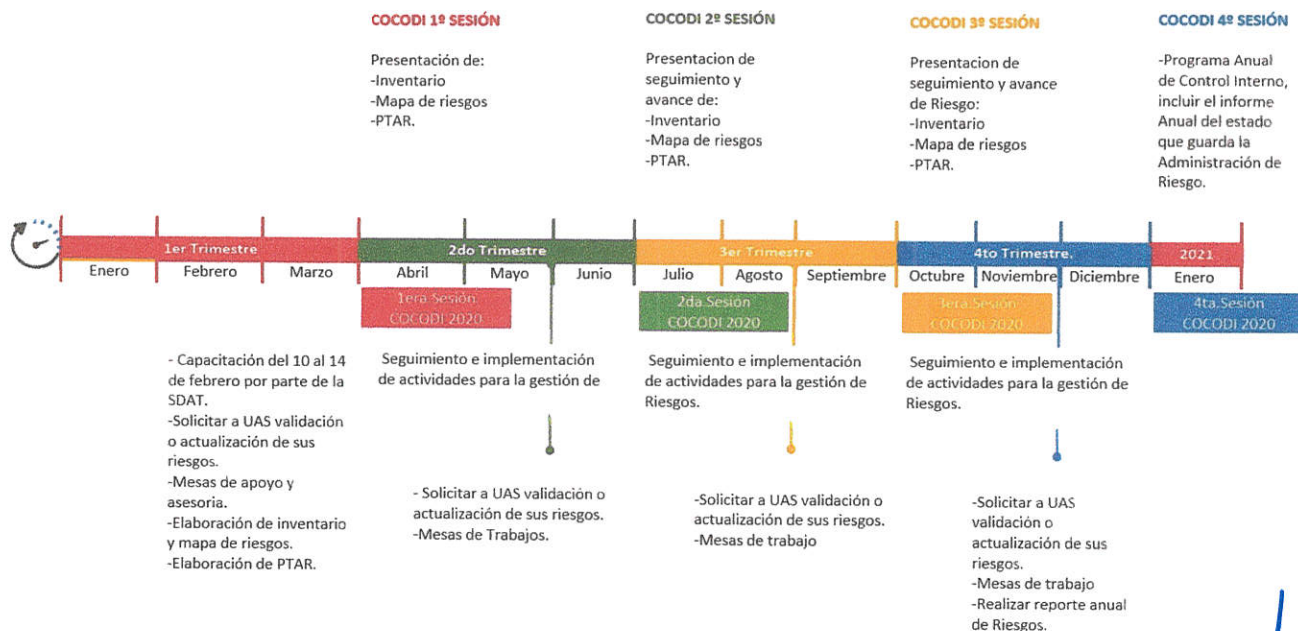 COCODI 1º SESIÓN
Presentación de:
-Inventario
-Mapa de riesgos
-PTAR.
COCODI 2º SESIÓN
Presentacion de
seguimiento y
avance de:
-Inventario
-Mapa de riesgos
-PTAR.
COCODI 3º SESIÓN
Presentacion de
seguimiento y avance
de Riesgo:
-Inventario
-Mapa de riesgos
-PTAR.
COCODI 4º SESIÓN
-Programa Anual
de Control Interno,
incluir el informe
Anual del estado
que guarda la
Administración de
Riesgo.
1er Trimestre
2do Trimestre
3er Trimestre
4to Trimestre.
2021
Enero
Febrero
Marzo
Abril
Mayo
Junio
Julio
Agosto
Septiembre
Octubre
Noviembre
Diciembre
Enero
1era.Sesión
COCODI 2020
2da.Sesión
COCODI 2020
3era.Sesión
COCODI 2020
4ta.Sesión
COCODI 2020
- Capacitación del 10 al 14
de febrero por parte de la
SDAT.
-Solicitar a UAS validación
o actualización de sus
riesgos.
-Mesas de apoyo y
asesoria.
-Elaboración de inventario
y mapa de riesgos.
-Elaboración de PTAR.
Seguimiento e implementación
de actividades para la gestión de
- Solicitar a UAS validación o
actualización de sus riesgos.
-Mesas de Trabajos.
Seguimiento e implementación
de actividades para la gestión de
Riesgos.
-Solicitar a UAS validación o
actualización de sus riesgos.
-Mesas de trabajo
Seguimiento e implementación
de actividades para la gestión de
Riesgos.
-Solicitar a UAS
validación o
actualización de sus
riesgos.
-Mesas de trabajo
-Realizar reporte anual
de Riesgos.